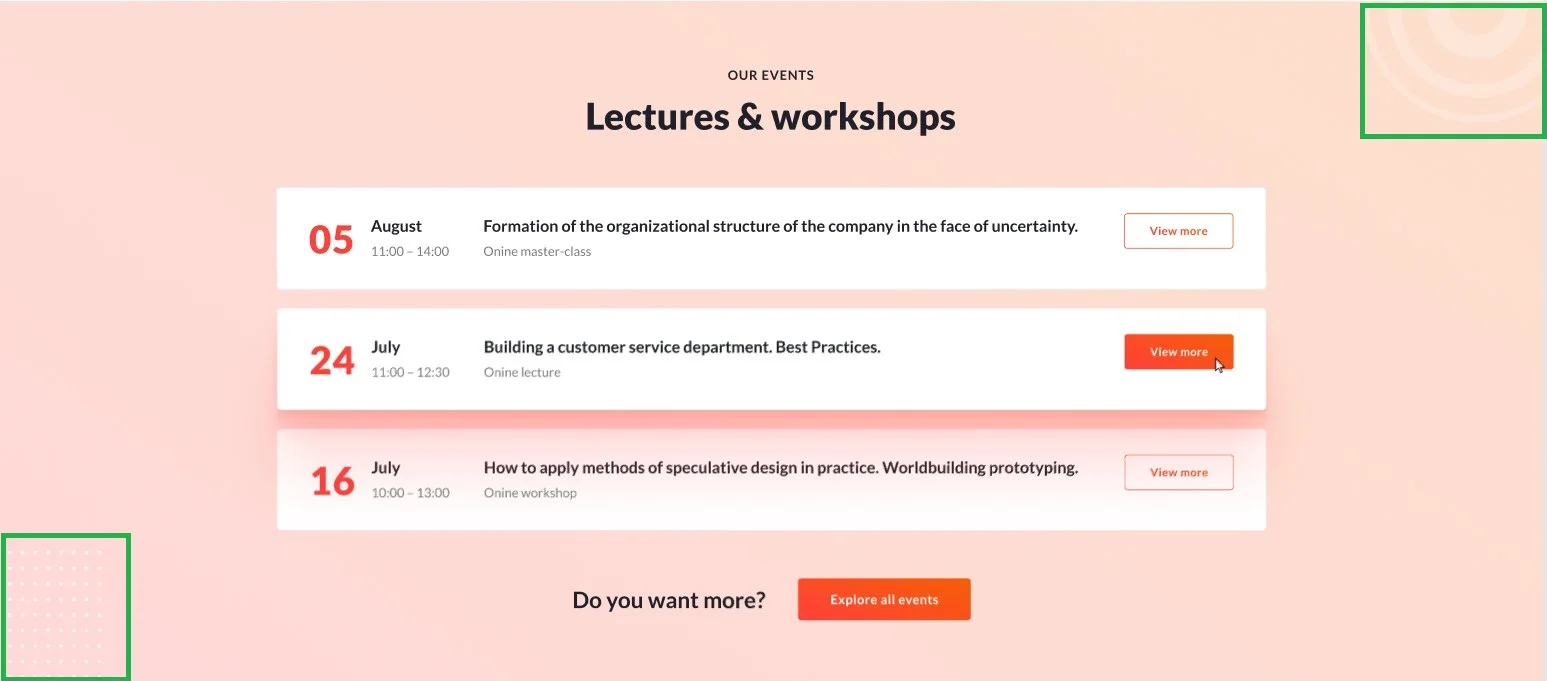 OUR EVENTS
Lectures & workshops
05
August
11:00 – 14:00
Formation of the organizational structure of the company in the face of uncertainty.
Onine master-class
View more
24
July
11:00 – 12:30
Building a customer service department. Best Practices.
Onine lecture
View more
16
July
10:00 – 13:00
How to apply methods of speculative design in practice. Worldbuilding prototyping.
Onine workshop
View more
Do you want more?
Explore all events